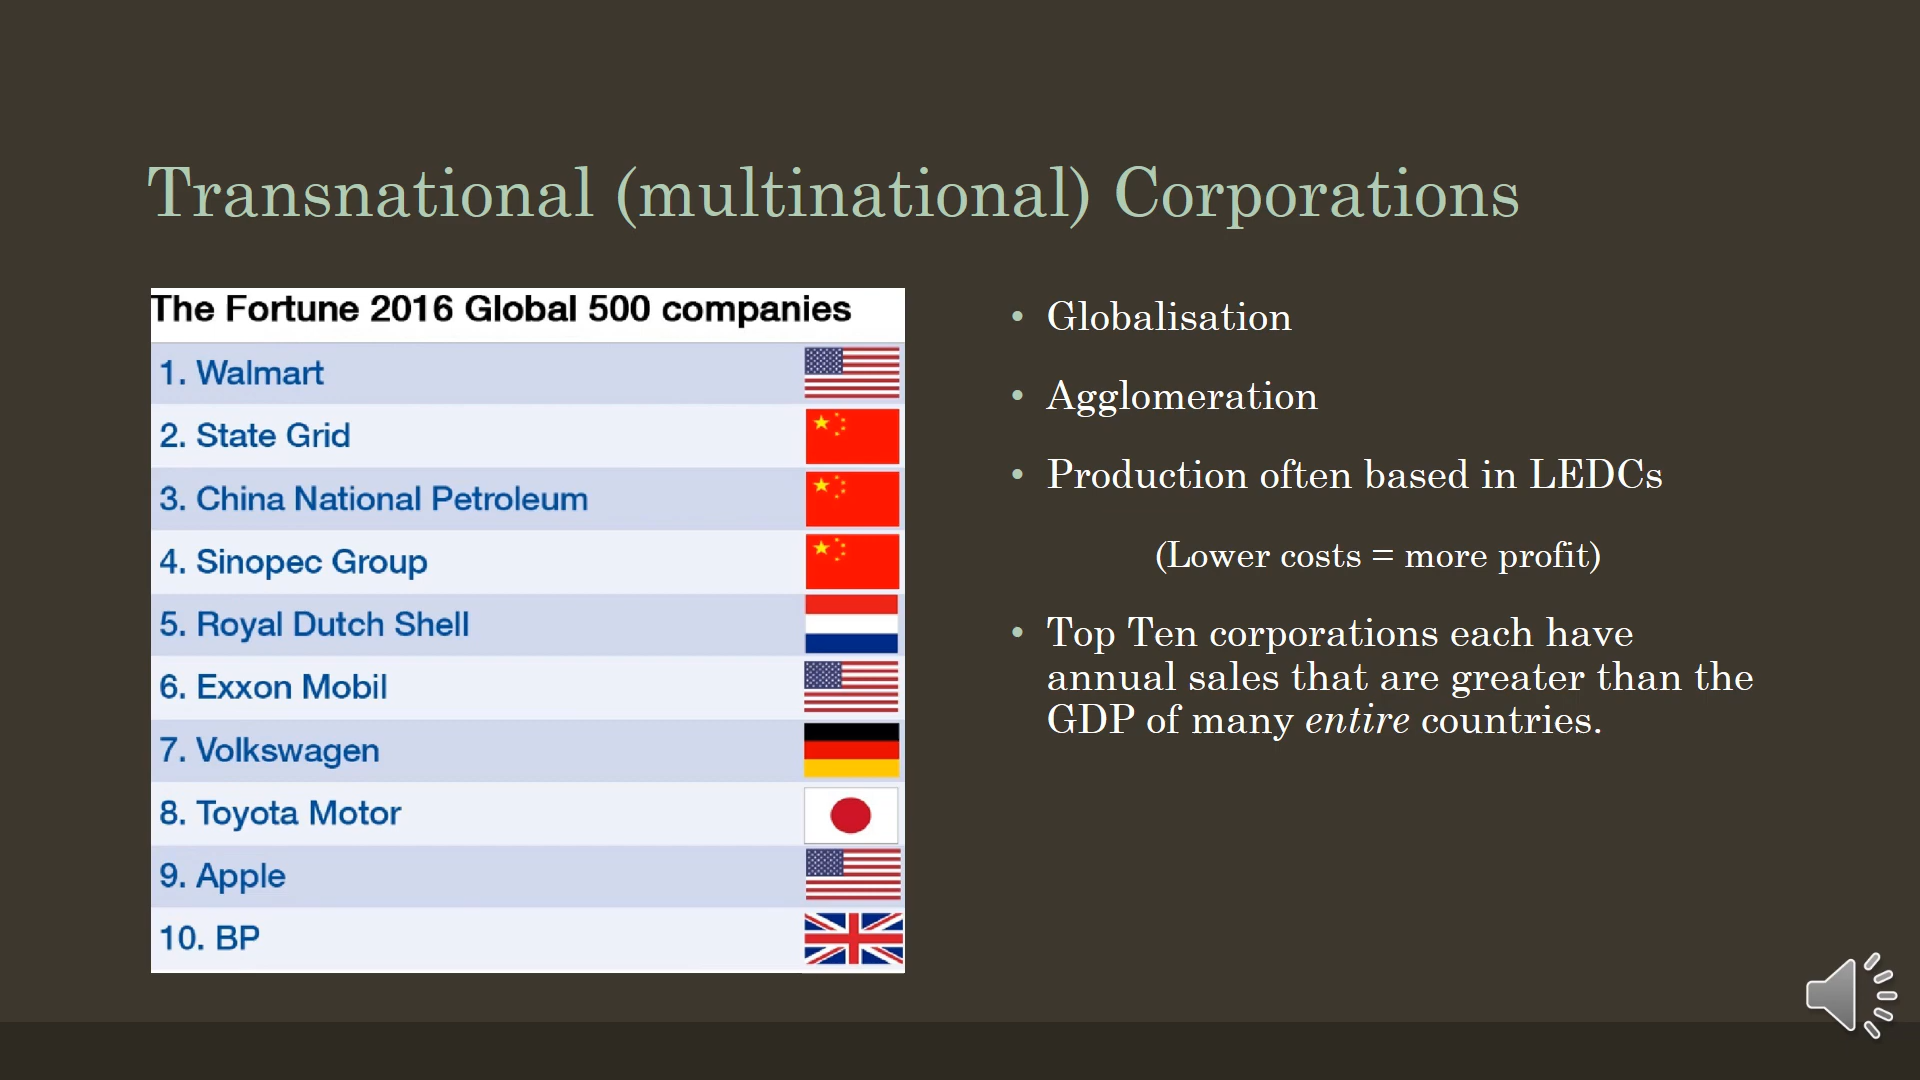 Transnational (multinational) Corporations
The Fortune 2016 Global 500 companies
1. Walmart
2. State Grid
3. China National Petroleum
4. Sinopec Group
5. Royal Dutch Shell
6. Exxon Mobil
7. Volkswagen
8. Toyota Motor
9. Apple
10. BP
• Globalisation
• Agglomeration
• Production often based in LEDCs
(Lower costs = more profit)
• Top Ten corporations each have
annual sales that are greater than the
GDP of many entire countries.